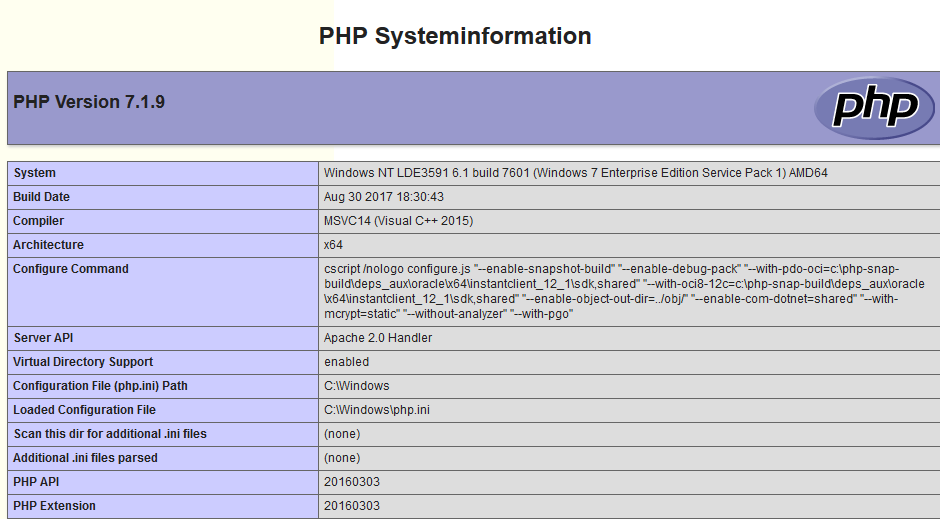 PHP Systeminformation
PHP Version 7.1.9
php
System Windows NT LDE3591 6.1 build 7601 (Windows 7 Enterprise Edition Service Pack 1) AMD64
Build Date Aug 30 2017 18:30:43
Compiler MSVC14 (Visual C++ 2015)
Architecture x64
Configure Command cscript /nologo configure.js "--enable-snapshot-build" "--enable-debug-pack" "--with-pdo-oci=c:\php-snap-
build\deps_aux\oracle\x64\instantclient_12_1\sdk,shared" "--with-oci8-12c=c:\php-snap-build\deps_aux\oracle
\x64\instantclient_12_1\sdk,shared" "--enable-object-out-dir=../obj/" "--enable-com-dotnet=shared" "--with-
mcrypt=static" "--without-analyzer" "--with-pgo"
Server API Apache 2.0 Handler
Virtual Directory Support enabled
Configuration File (php.ini) Path C:\Windows
Loaded Configuration File C:\Windows\php.ini
Scan this dir for additional .ini files (none)
Additional .ini files parsed (none)
PHP API 20160303
PHP Extension 20160303